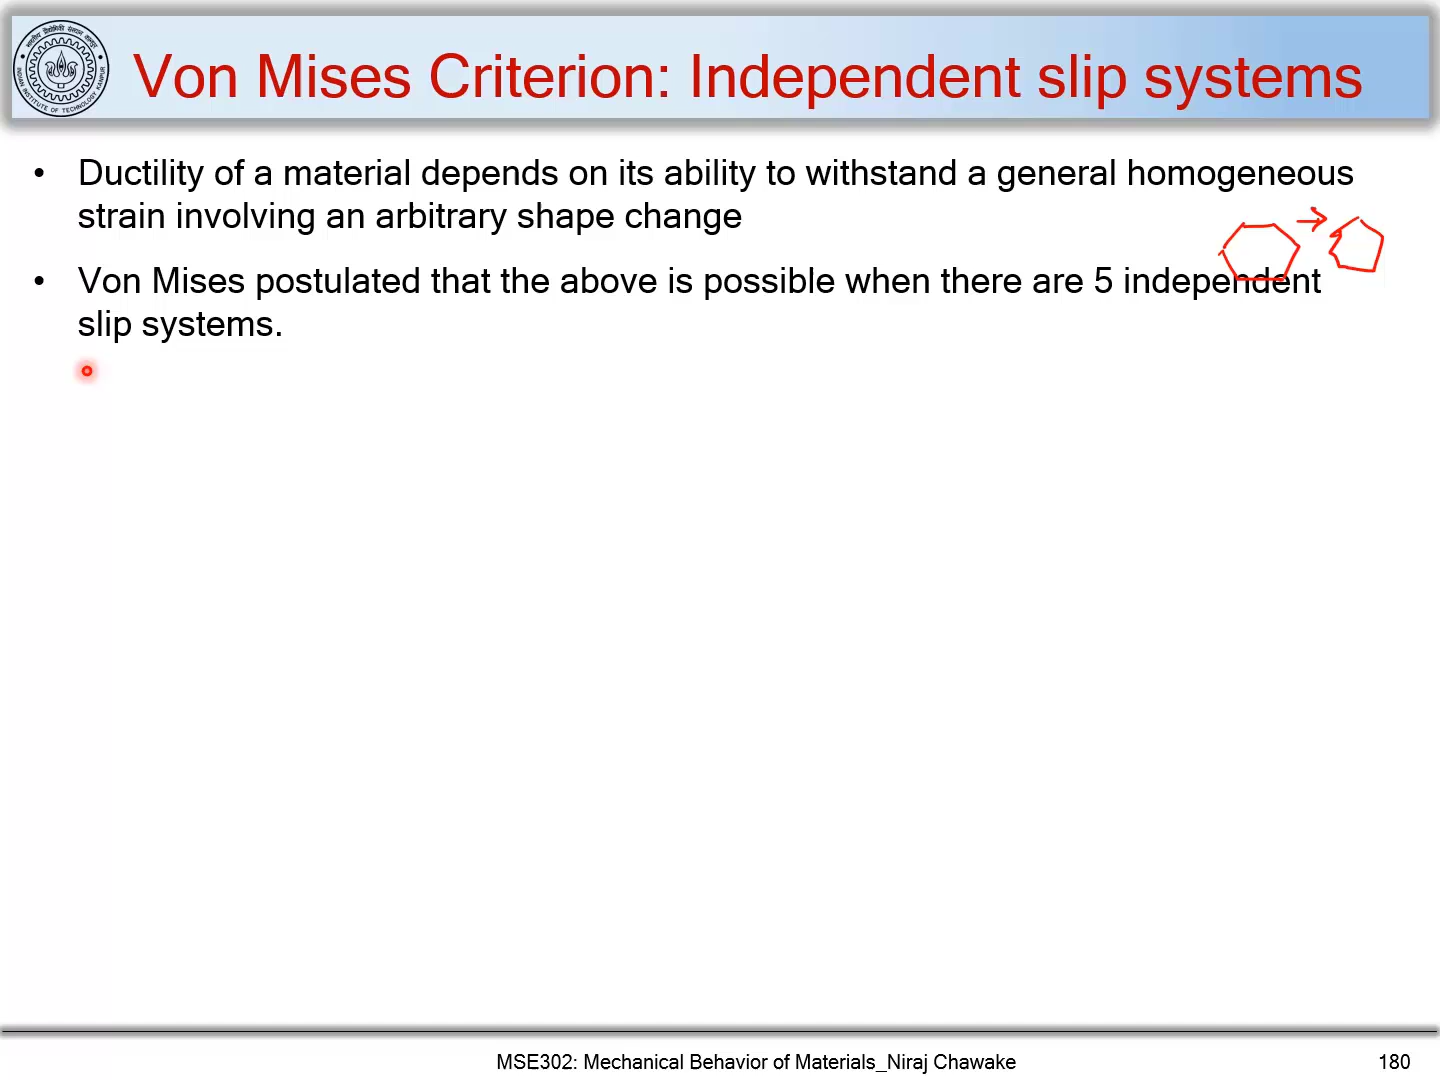 Von Mises Criterion: Independent slip systems
• Ductility of a material depends on its ability to withstand a general homogeneous
strain involving an arbitrary shape change
• Von Mises postulated that the above is possible when there are 5 independent
slip systems.
MSE302: Mechanical Behavior of Materials_Niraj Chawake
180